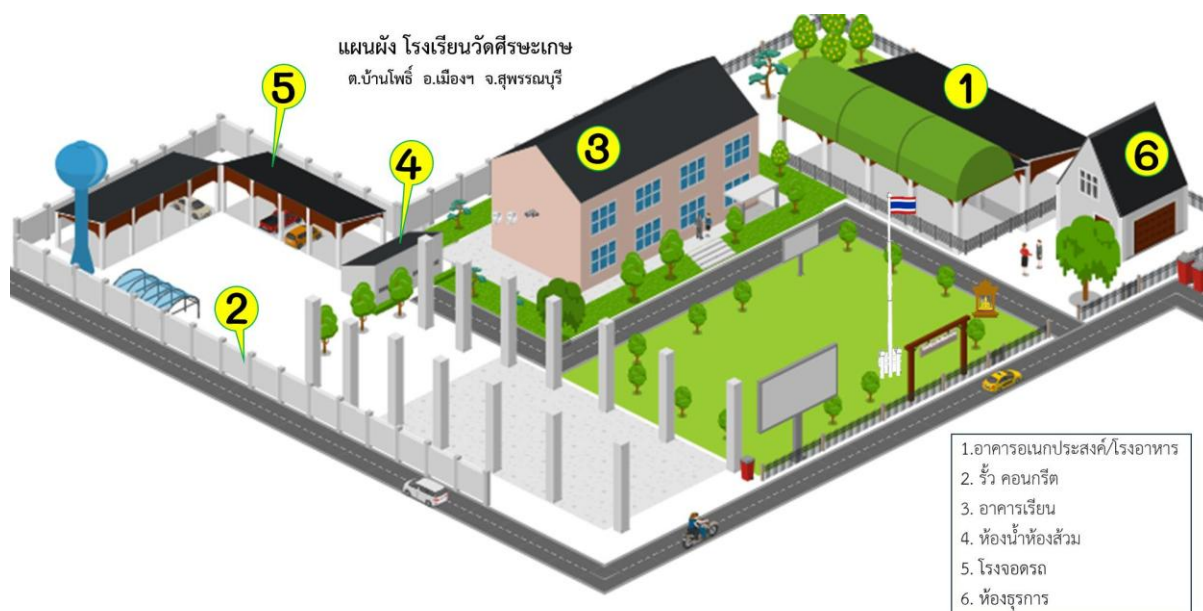 แผนผัง โรงเรียนวัดศีรษะเกษ
ต.บ้านโพธิ์ อ.เมืองฯ จ.สุพรรณบุรี
5
1
4
3
6
2
1.อาคารอเนกประสงค์/โรงอาหาร
2. รั้ว คอนกรีต
3. อาคารเรียน
4. ห้องน้ำห้องส้วม
5. โรงจอดรถ
6. ห้องธุรการ